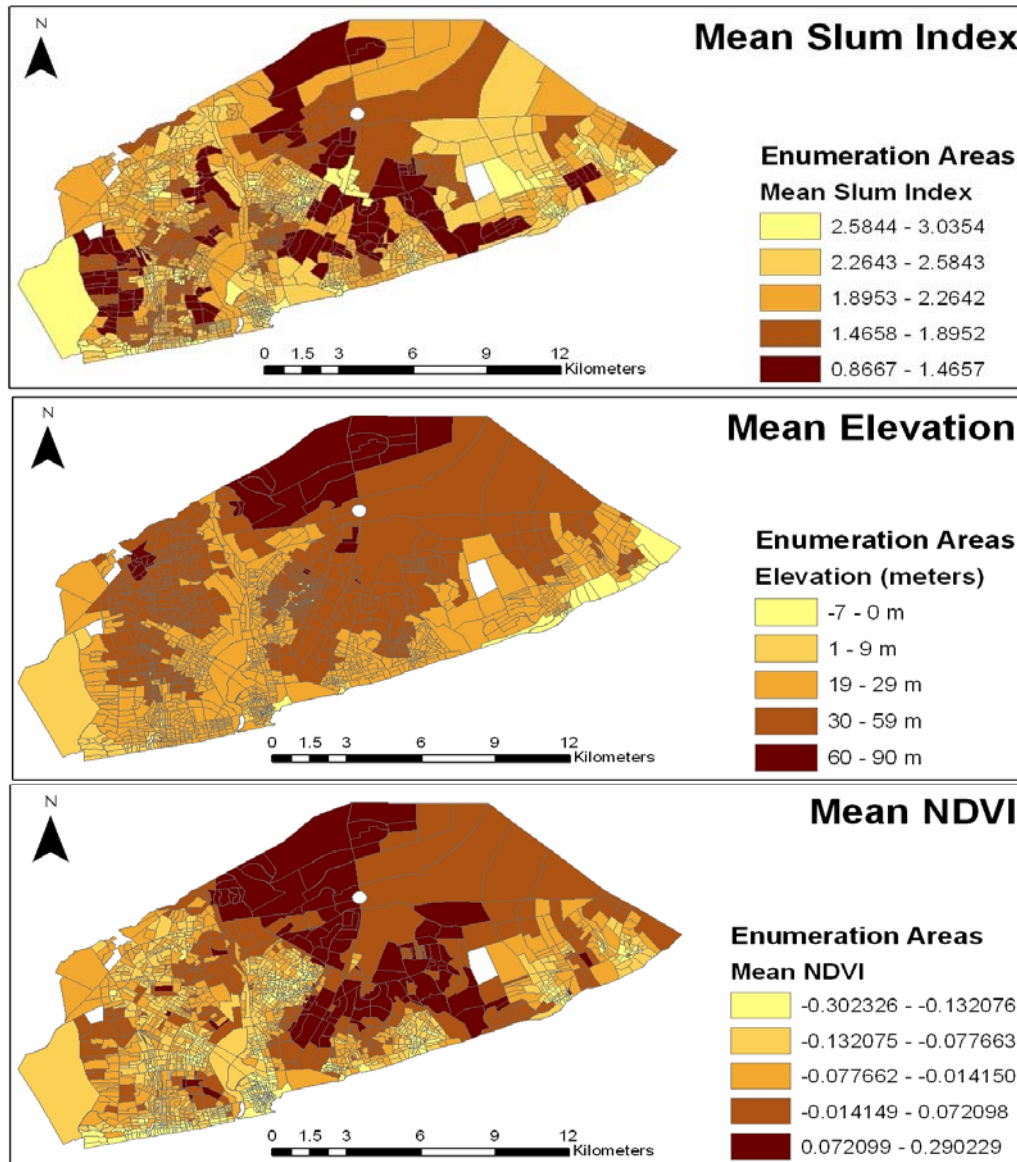 N
Mean Slum Index
Enumeration Areas
Mean Slum Index
2.5844 - 3.0354
2.2643 - 2.5843
1.8953 - 2.2642
1.4658 - 1.8952
0.8667 - 1.4657
0 1.5 3 6 9 12
Kilometers
N
Mean Elevation
Enumeration Areas
Elevation (meters)
-7 - 0 m
1 - 9 m
19 - 29 m
30 - 59 m
60 - 90 m
0 1.5 3 6 9 12
Kilometers
N
Mean NDVI
Enumeration Areas
Mean NDVI
-0.302326 - -0.132076
-0.132075 - -0.077663
-0.077662 - -0.014150
-0.014149 - 0.072098
0.072099 - 0.290229
0 1.5 3 6 9 12
Kilometers